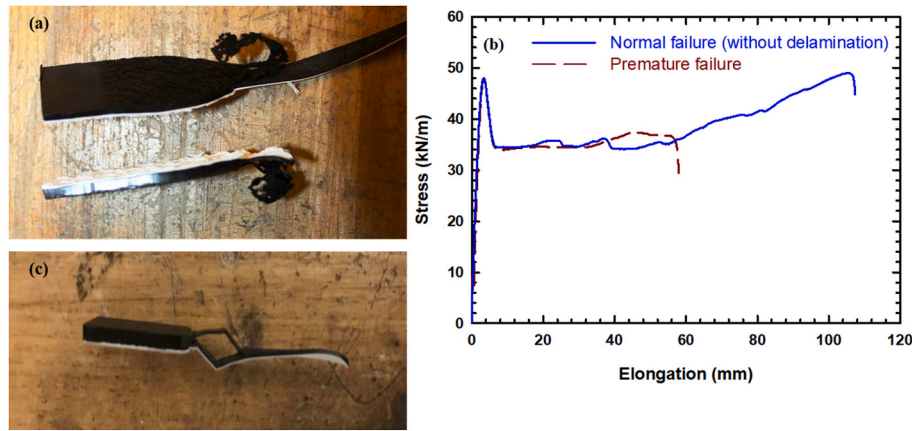 (a)
(c)
(b)
Normal failure (without delamination)
Premature failure
60
50
40
30
20
10
0
Stress (kN/m)
0 20 40 60 80 100 120
Elongation (mm)